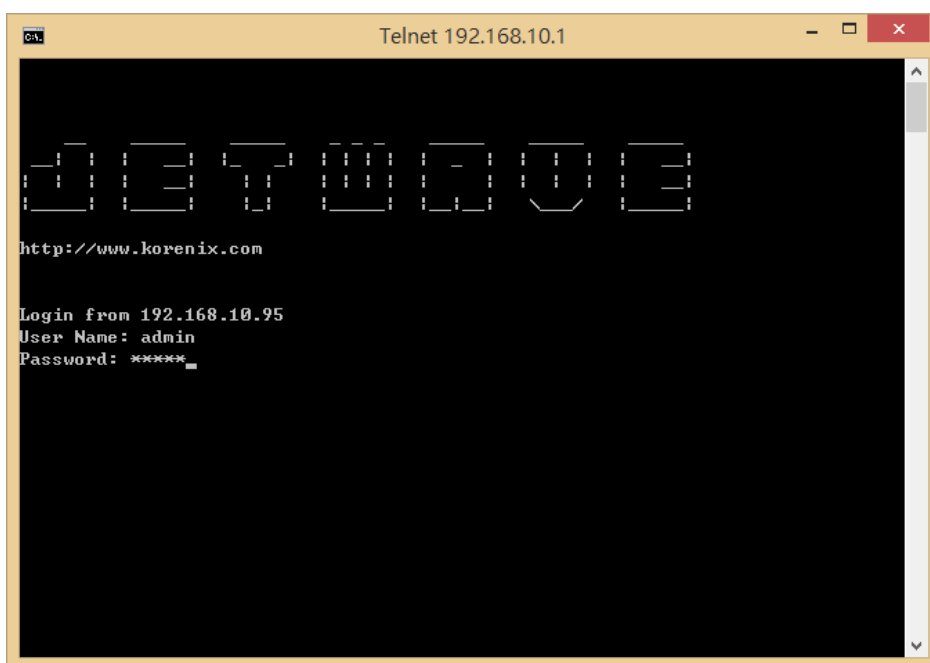 Telnet 192.168.10.1
JETWAVE
http://www.korenix.com
Login from 192.168.10.95
User Name: admin
Password: *****